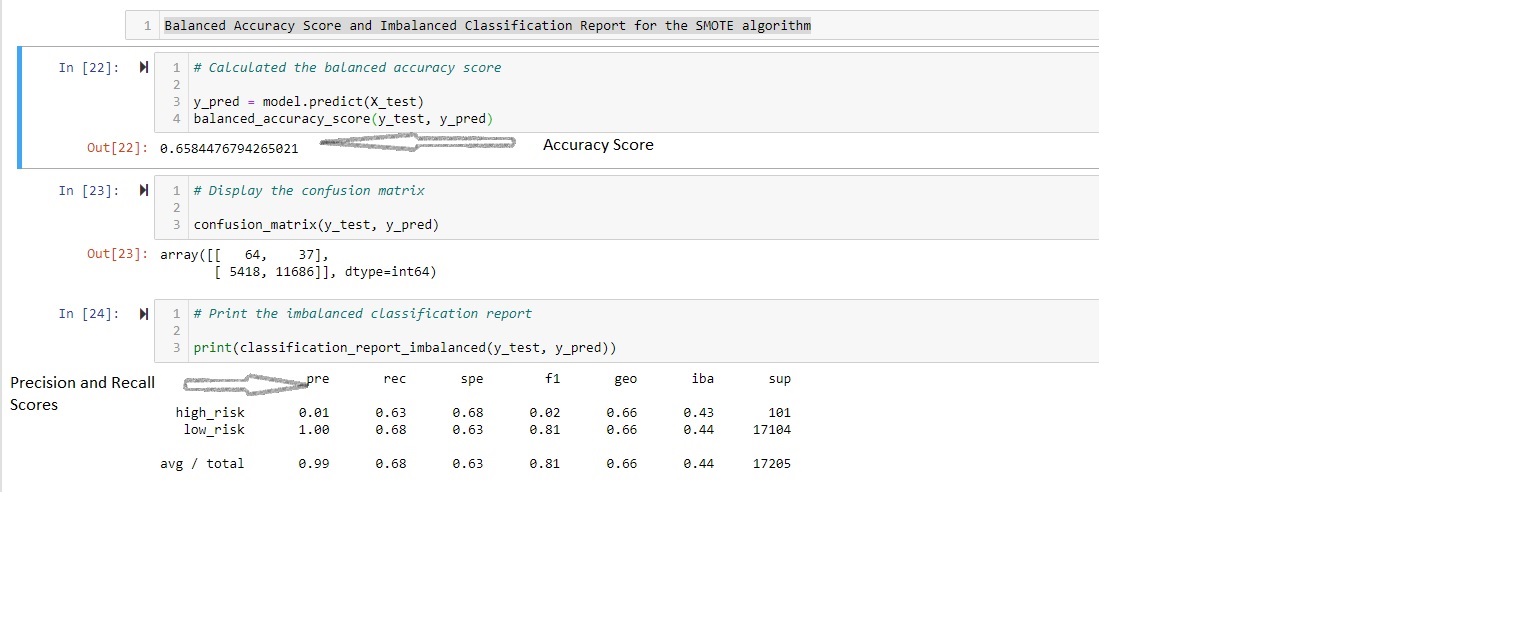 1 Balanced Accuracy Score and Imbalanced Classification Report for the SMOTE algorithm
In [22]: 1 # Calculated the balanced accuracy score
2
3 y_pred = model.predict(X_test)
4 balanced_accuracy_score(y_test, y_pred)
Out[22]: 0.6584476794265021 Accuracy Score
In [23]: 1 # Display the confusion matrix
2
3 confusion_matrix(y_test, y_pred)
Out[23]: array([[ 64, 37],
[ 5418, 11686]], dtype=int64)
In [24]: 1 # Print the imbalanced classification report
2
3 print(classification_report_imbalanced(y_test, y_pred))
Precision and Recall
Scores
pre rec spe f1 geo iba sup
high_risk 0.01 0.63 0.68 0.02 0.66 0.43 101
low_risk 1.00 0.68 0.63 0.81 0.66 0.44 17104
avg / total 0.99 0.68 0.63 0.81 0.66 0.44 17205